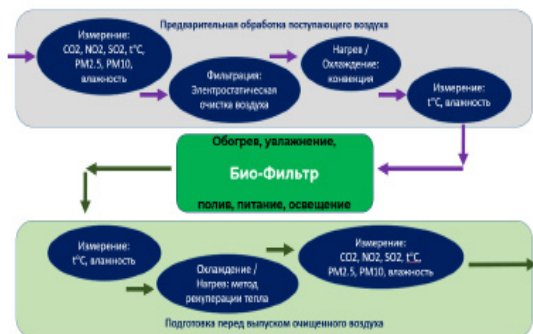 Предварительная обработка поступающего воздуха
Измерение:
CO2, NO2, SO2, t°C,
PM2.5, PM10,
влажность
Фильтрация:
Электростатическая
очистка воздуха
Нагрев /
Охлаждение:
конвекция
Измерение:
t°C, влажность
Обогрев, увлажнение,
Био-Фильтр
полив, питание, освещение
Измерение:
t°C, влажность
Охлаждение /
Нагрев: метод
рекуперации тепла
Измерение:
CO2, NO2, SO2, t°C,
PM2.5, PM10, влажность
Подготовка перед выпуском очищенного воздуха